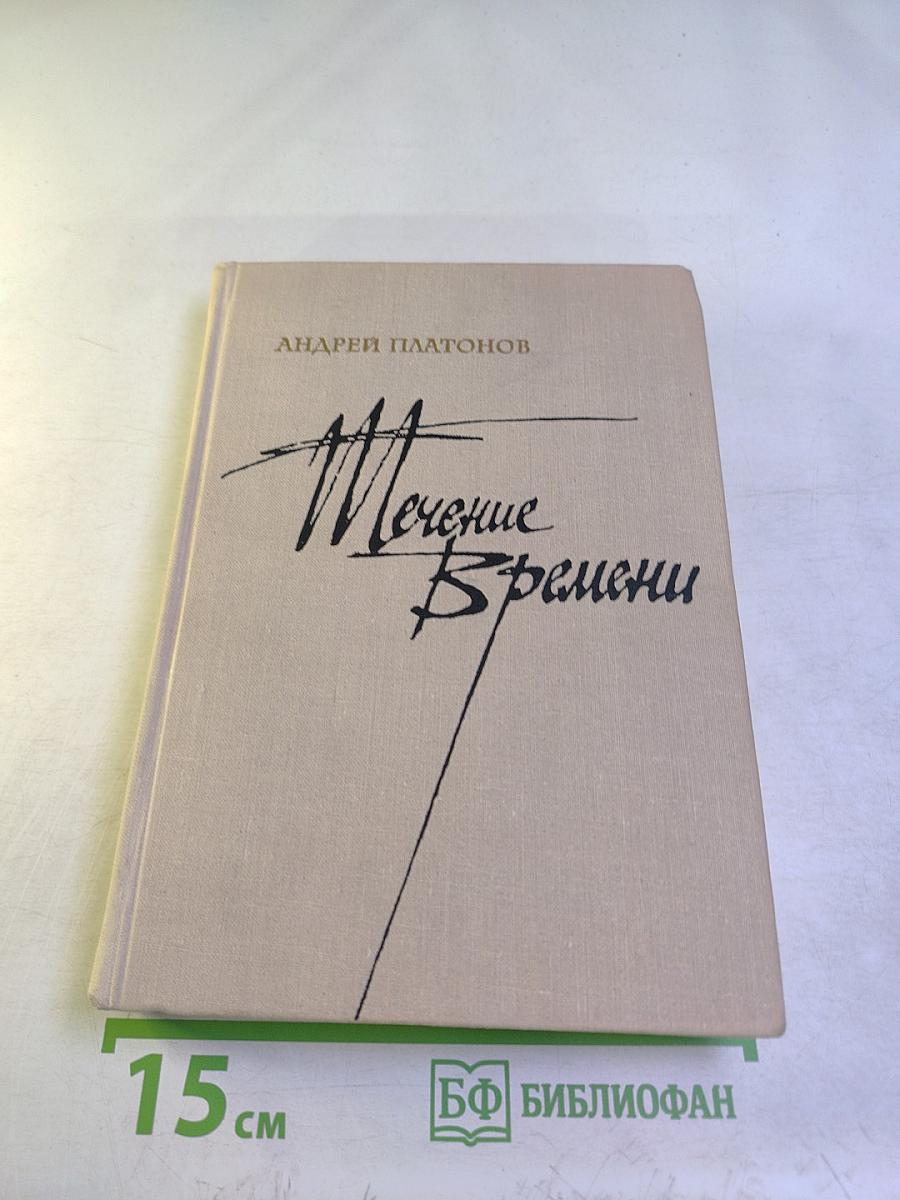 АНДРЕЙ ПЛАТОНОВ
Течение
Времени
15 см
БФ БИБЛИОФАН